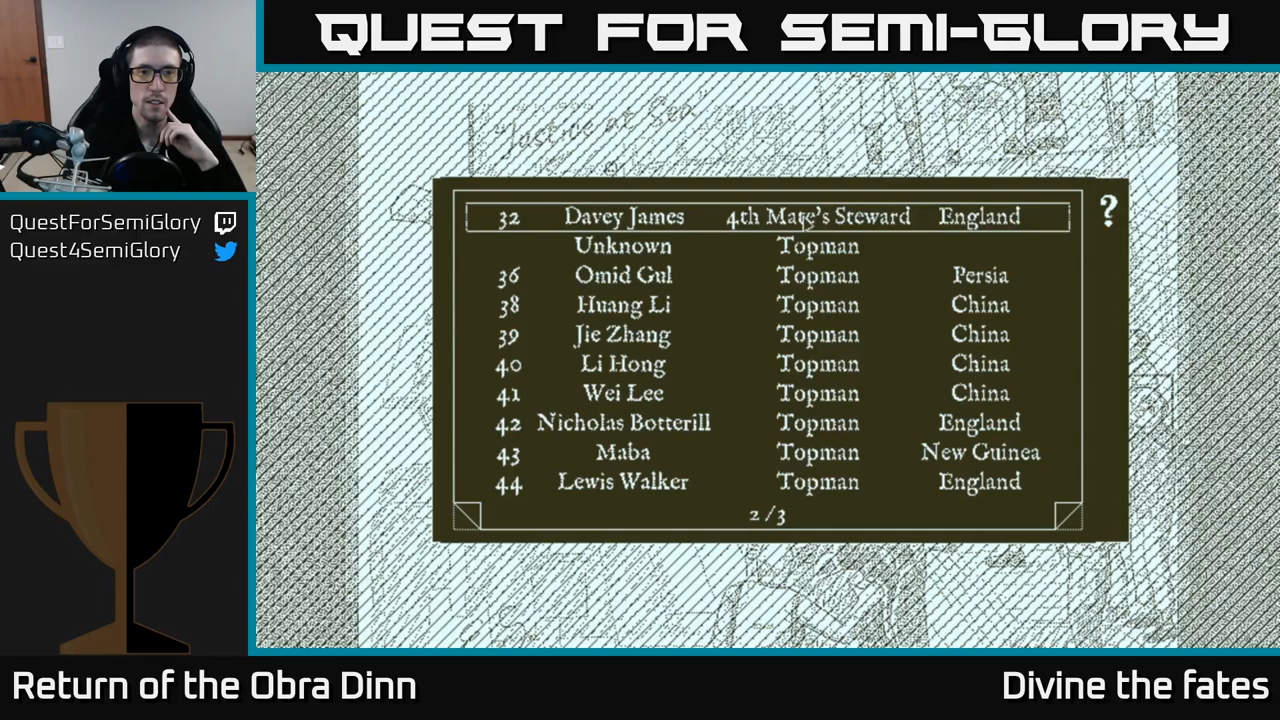 QUEST FOR SEMI-GLORY
QuestForSemiGlory
Quest4SemiGlory
"Justice at Sea"
?
32 Davey James 4th Mate's Steward England
Unknown Topman
36 Omid Gul Topman Persia
38 Huang Li Topman China
39 Jie Zhang Topman China
40 Li Hong Topman China
41 Wei Lee Topman China
42 Nicholas Botterill Topman England
43 Maba Topman New Guinea
44 Lewis Walker Topman England
2/3
Return of the Obra Dinn
Divine the fates